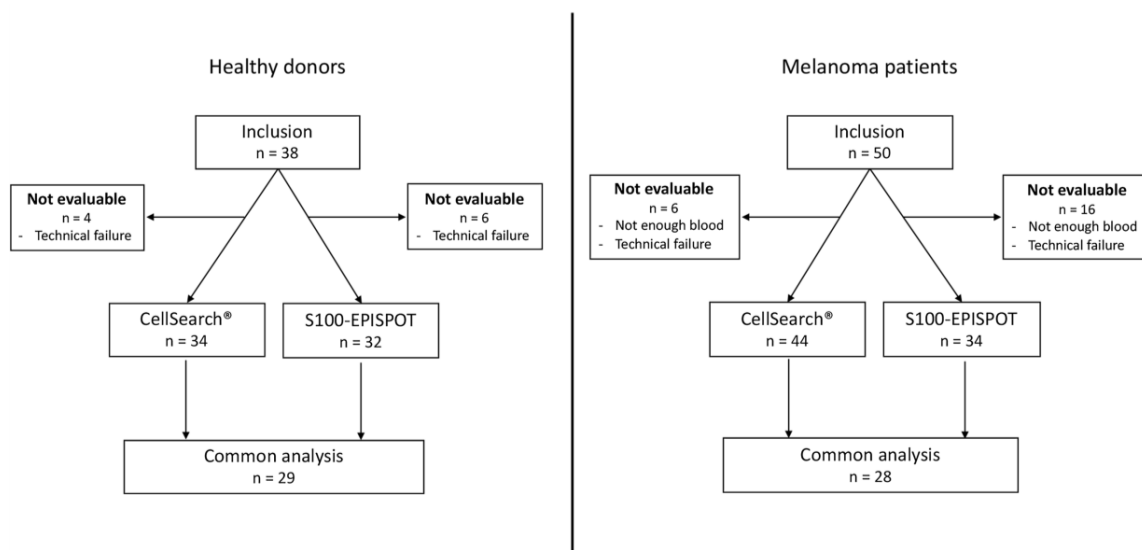 Healthy donors
Inclusion
n = 38
Not evaluable
n = 4
- Technical failure
Not evaluable
n = 6
- Technical failure
CellSearch®
n = 34
S100-EPISPOT
n = 32
Common analysis
n = 29
Melanoma patients
Inclusion
n = 50
Not evaluable
n = 6
- Not enough blood
- Technical failure
Not evaluable
n = 16
- Not enough blood
- Technical failure
CellSearch®
n = 44
S100-EPISPOT
n = 34
Common analysis
n = 28